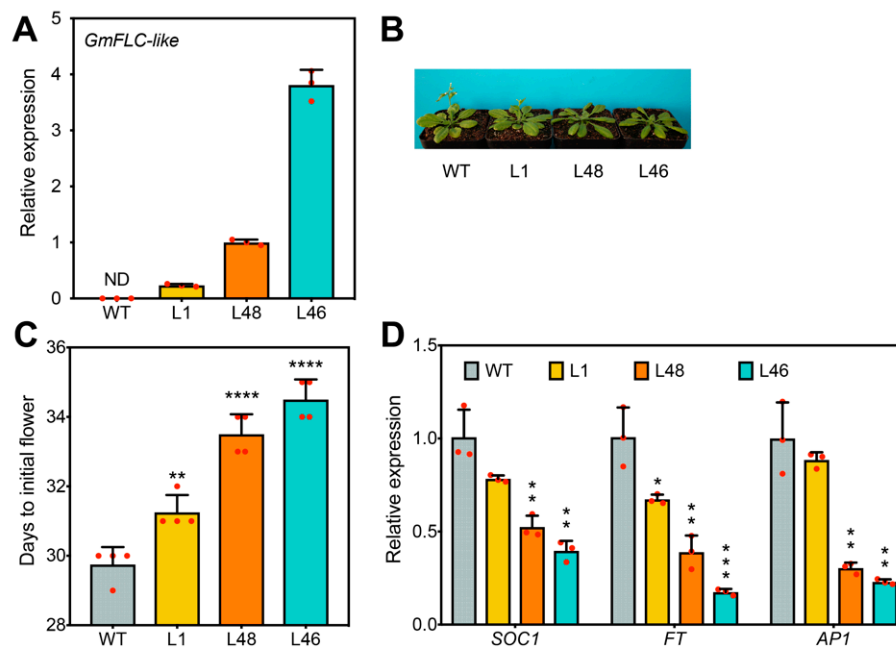 A
GmFLC-like
Relative expression
5
4
3
2
1
0
ND
WT
L1
L48
L46
B
WT
L1
L48
L46
C
Days to initial flower
36
34
32
30
28
**
****
****
WT
L1
L48
L46
D
Relative expression
1.5
1.0
0.5
0.0
WT
L1
L48
L46
**
**
*
**
***
**
**
SOC1
FT
AP1